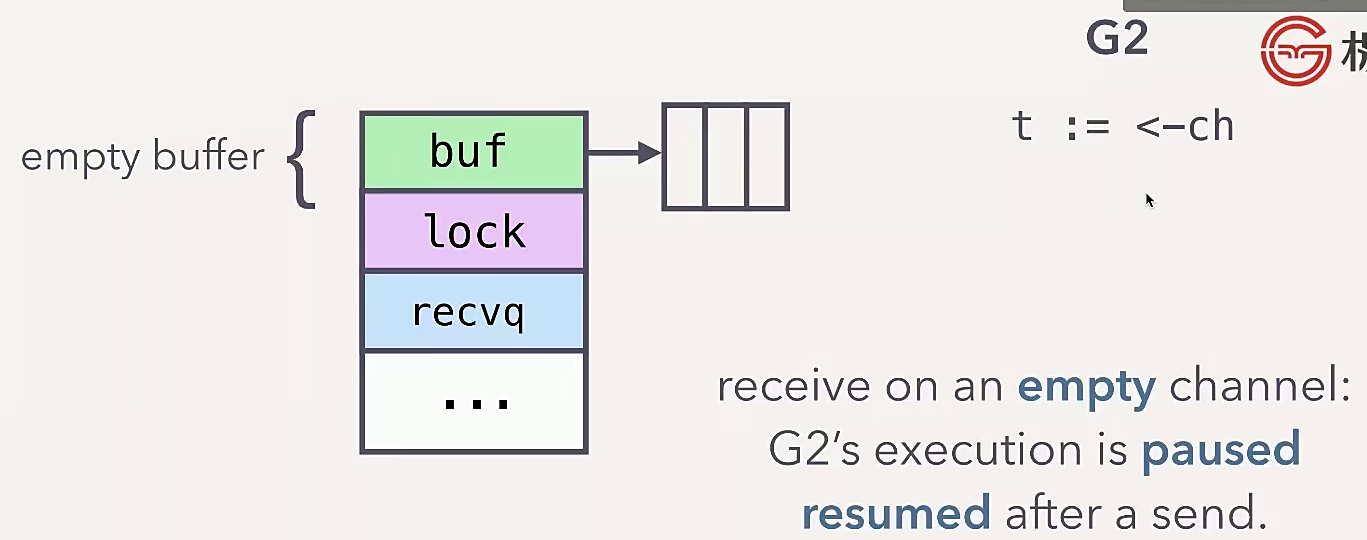 G2
empty buffer {
buf
t := <-ch
lock
recvq
...
receive on an empty channel:
G2’s execution is paused
resumed after a send.